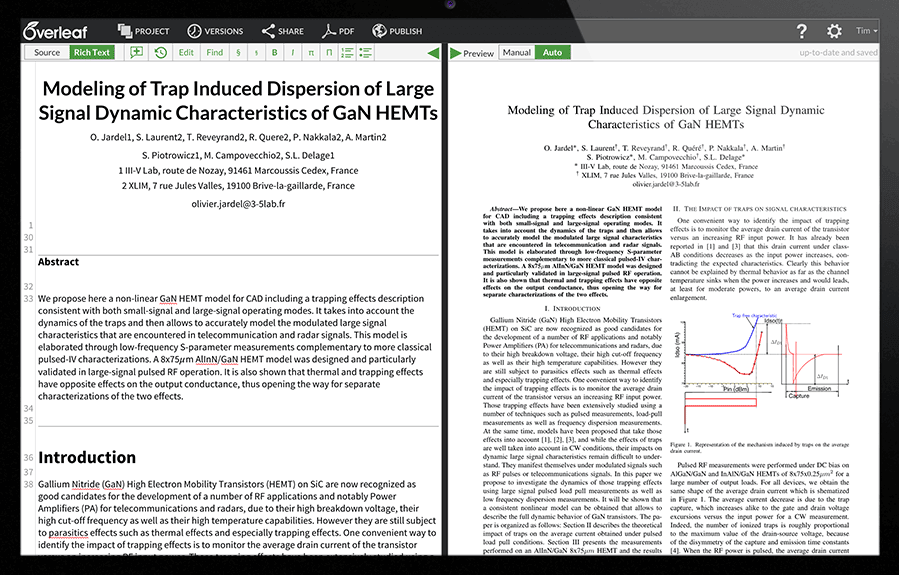 Overleaf PROJECT VERSIONS SHARE PDF PUBLISH ? Tim
Source Rich Text Edit Find § § B I π Π Preview Manual Auto up-to-date and saved
Modeling of Trap Induced Dispersion of Large
Signal Dynamic Characteristics of GaN HEMTs
O. Jardel1, S. Laurent2, T. Reveyrand2, R. Quere2, P. Nakkala2, A. Martin2
S. Piotrowicz1, M. Campovecchio2, S.L. Delage1
1 III-V Lab, route de Nozay, 91461 Marcoussis Cedex, France
2 XLIM, 7 rue Jules Valles, 19100 Brive-la-gaillarde, France
olivier.jardel@3-5lab.fr
1
30
31
Abstract
32
33 We propose here a non-linear GaN HEMT model for CAD including a trapping effects description
consistent with both small-signal and large-signal operating modes. It takes into account the
dynamics of the traps and then allows to accurately model the modulated large signal
characteristics that are encountered in telecommunication and radar signals. This model is
elaborated through low-frequency S-parameter measurements complementary to more classical
pulsed-IV characterizations. A 8x75μm AlInN/GaN HEMT model was designed and particularly
validated in large-signal pulsed RF operation. It is also shown that thermal and trapping effects
have opposite effects on the output conductance, thus opening the way for separate
characterizations of the two effects.
34
35
36 Introduction
37
38 Gallium Nitride (GaN) High Electron Mobility Transistors (HEMT) on SiC are now recognized as
good candidates for the development of a number of RF applications and notably Power
Amplifiers (PA) for telecommunications and radars, due to their high breakdown voltage, their
high cut-off frequency as well as their high temperature capabilities. However they are still subject
to parasitics effects such as thermal effects and especially trapping effects. One convenient way to
identify the impact of trapping effects is to monitor the average drain current of the transistor
Modeling of Trap Induced Dispersion of Large Signal Dynamic
Characteristics of GaN HEMTs
O. Jardel*, S. Laurent†, T. Reveyrand†, R. Quéré†, P. Nakkala†, A. Martin†
S. Piotrowicz*, M. Campovecchio†, S.L. Delage*
* III-V Lab, route de Nozay, 91461 Marcoussis Cedex, France
† XLIM, 7 rue Jules Valles, 19100 Brive-la-gaillarde, France
olivier.jardel@3-5lab.fr
Abstract—We propose here a non-linear GaN HEMT model
for CAD including a trapping effects description consistent
with both small-signal and large-signal operating modes. It
takes into account the dynamics of the traps and then allows
to accurately model the modulated large signal characteristics
that are encountered in telecommunication and radar signals.
This model is elaborated through low-frequency S-parameter
measurements complementary to more classical pulsed-IV char-
acterizations. A 8x75μm AlInN/GaN HEMT model was designed
and particularly validated in large-signal pulsed RF operation.
It is also shown that thermal and trapping effects have opposite
effects on the output conductance, thus opening the way for
separate characterizations of the two effects.
I. INTRODUCTION
Gallium Nitride (GaN) High Electron Mobility Transistors
(HEMT) on SiC are now recognized as good candidates for
the development of a number of RF applications and notably
Power Amplifiers (PA) for telecommunications and radars, due
to their high breakdown voltage, their high cut-off frequency
as well as their high temperature capabilities. However they
are still subject to parasitics effects such as thermal effects
and especially trapping effects. One convenient way to identify
the impact of trapping effects is to monitor the average drain
current of the transistor versus an increasing RF input power.
Those trapping effects have been extensively studied using a
number of techniques such as pulsed measurements, load-pull
measurements as well as frequency dispersion measurements.
At the same time, models have been proposed that take those
effects into account [1], [2], [3], and while the effects of traps
are well taken into account in CW conditions, their impacts on
dynamic large signal characteristics remain difficult to under-
stand. They manifest themselves under modulated signals such
as RF pulses or telecommunications signals. In this paper we
propose to investigate the dynamics of those trapping effects
using large signal pulsed load pull measurements as well as
low frequency dispersion measurements. It will be shown that
a consistent nonlinear model can be obtained that allows to
describe the full dynamic behavior of GaN transistors. The pa-
per is organized as follows: Section II describes the theoretical
impact of traps on the average current obtained under pulsed
load pull conditions. Section III presents the measurements
performed on an AlInN/GaN HEMT 8x75μm and the results
II. THE IMPACT OF TRAPS ON SIGNAL CHARACTERISTICS
One convenient way to identify the impact of trapping
effects is to monitor the average drain current of the transistor
versus an increasing RF input power. It has already been
reported in [1] and [3] that this drain current under class-
AB conditions decreases as the input power increases, con-
tradicting the expected characteristics. Clearly this behavior
cannot be explained by thermal behavior as far as the channel
temperature sinks when the power increases and would leads,
at least for moderate powers, to an average drain current
enlargement.
Trap free characteristic
Idso (mA)
Pin (dBm)
t
Idsoctr
Emission
Capture
Figure 1. Representation of the mechanism induced by traps on the average
drain current.
Pulsed RF measurements were performed under DC bias on
AlGaN/GaN and InAlN/GaN HEMTs of 8x75x0.25μm² for a
large number of output loads. For all devices, we obtain the
same shape of the average drain current which is shematized
in Figure 1. The average current decrease is due to the trap
capture, which increases alike to the gate and drain voltage
excursions versus the input power for a CW measurement.
Indeed, the number of ionized traps is roughly proportional
to the maximum value of the drain-source voltage, because
of the disymetry of the capture and emission time constants
[4]. When the RF power is pulsed, the average drain current